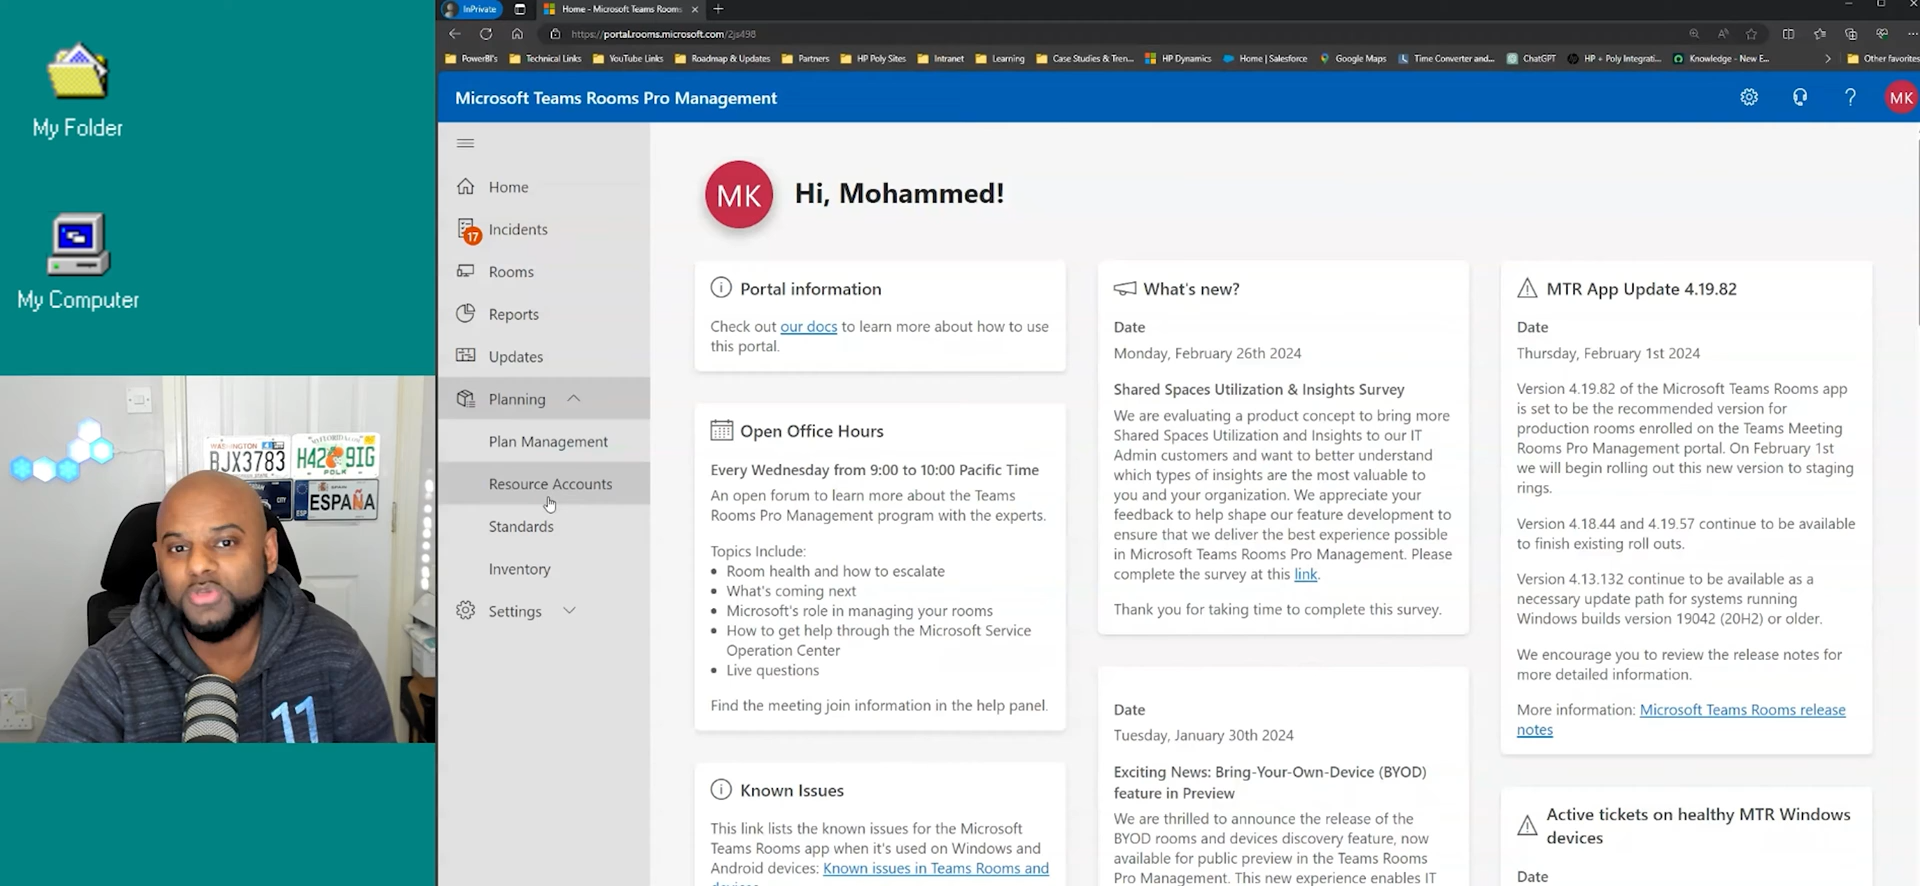 My Folder
My Computer
InPrivate
Home - Microsoft Teams Rooms
https://portal.rooms.microsoft.com/2js498
PowerBI's
Technical Links
YouTube Links
Roadmap & Updates
Partners
HP Poly Sites
Intranet
Learning
Case Studies & Tren...
HP Dynamics
Home | Salesforce
Google Maps
Time Converter and...
ChatGPT
HP + Poly Integrati...
Knowledge - New E...
Other favorites
Microsoft Teams Rooms Pro Management
MK
Home
17
Incidents
Rooms
Reports
Updates
Planning
Plan Management
Resource Accounts
Standards
Inventory
Settings
MK
Hi, Mohammed!
Portal information
Check out our docs to learn more about how to use
this portal.
Open Office Hours
Every Wednesday from 9:00 to 10:00 Pacific Time
An open forum to learn more about the Teams
Rooms Pro Management program with the experts.
Topics Include:
Room health and how to escalate
What's coming next
Microsoft's role in managing your rooms
How to get help through the Microsoft Service
Operation Center
Live questions
Find the meeting join information in the help panel.
Known Issues
This link lists the known issues for the Microsoft
Teams Rooms app when it's used on Windows and
Android devices: Known issues in Teams Rooms and
What's new?
Date
Monday, February 26th 2024
Shared Spaces Utilization & Insights Survey
We are evaluating a product concept to bring more
Shared Spaces Utilization and Insights to our IT
Admin customers and want to better understand
which types of insights are the most valuable to
you and your organization. We appreciate your
feedback to help shape our feature development to
ensure that we deliver the best experience possible
in Microsoft Teams Rooms Pro Management. Please
complete the survey at this link.
Thank you for taking time to complete this survey.
Date
Tuesday, January 30th 2024
Exciting News: Bring-Your-Own-Device (BYOD)
feature in Preview
We are thrilled to announce the release of the
BYOD rooms and devices discovery feature, now
available for public preview in the Teams Rooms
Pro Management. This new experience enables IT
MTR App Update 4.19.82
Date
Thursday, February 1st 2024
Version 4.19.82 of the Microsoft Teams Rooms app
is set to be the recommended version for
production rooms enrolled on the Teams Meeting
Rooms Pro Management portal. On February 1st
we will begin rolling out this new version to staging
rings.
Version 4.18.44 and 4.19.57 continue to be available
to finish existing roll outs.
Version 4.13.132 continue to be available as a
necessary update path for systems running
Windows builds version 19042 (20H2) or older.
We encourage you to review the release notes for
more detailed information.
More information: Microsoft Teams Rooms release
notes
Active tickets on healthy MTR Windows
devices
Date
WASHINGTON
BJX3783
H42 9IG
POLK
ESP
ESPAÑA
11